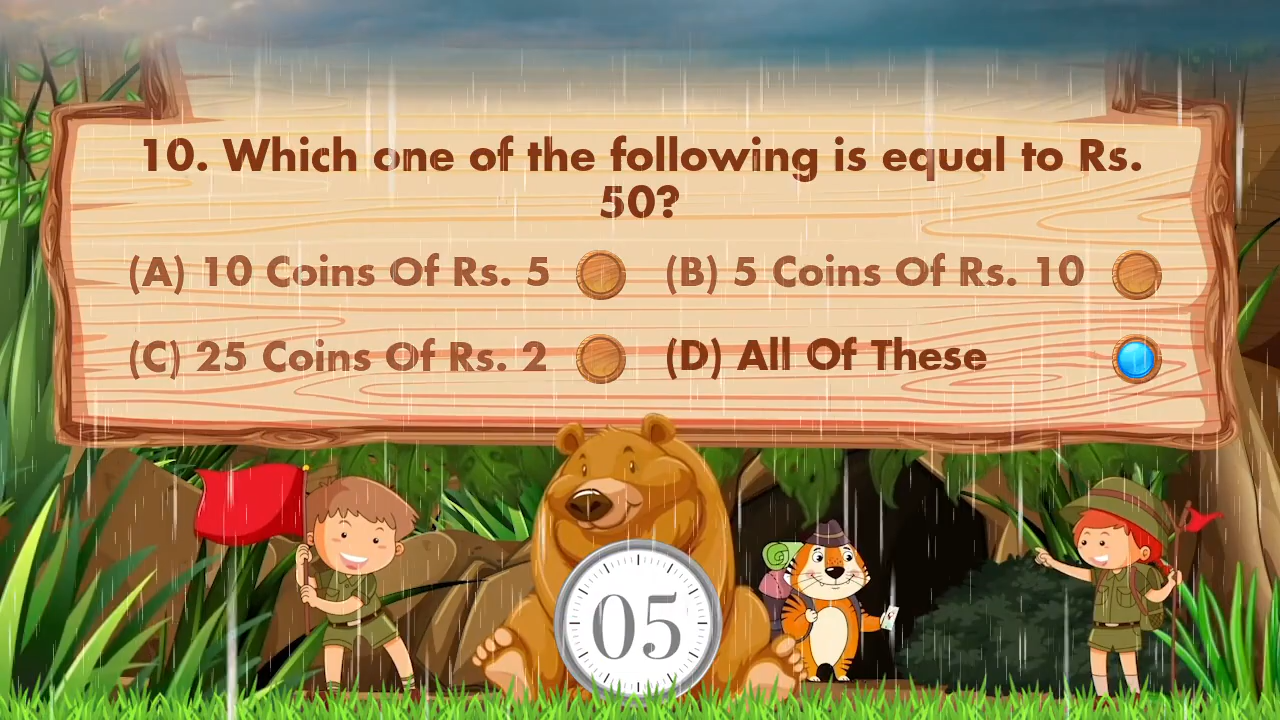 10. Which one of the following is equal to Rs.
50?
(A) 10 Coins Of Rs. 5
(B) 5 Coins Of Rs. 10
(C) 25 Coins Of Rs. 2
(D) All Of These
05